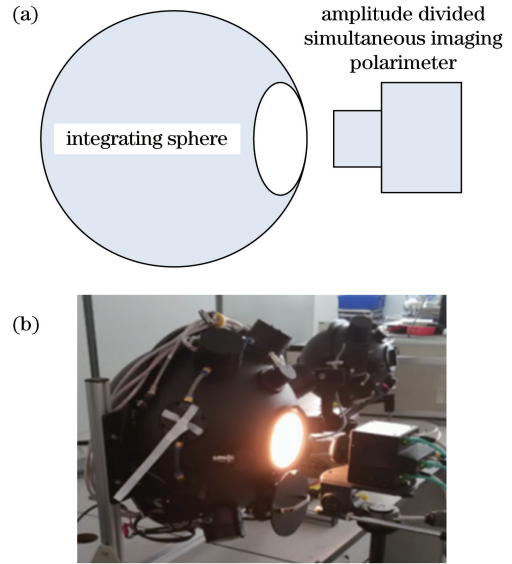 (a)
amplitude divided
simultaneous imaging
polarimeter
integrating sphere
(b)